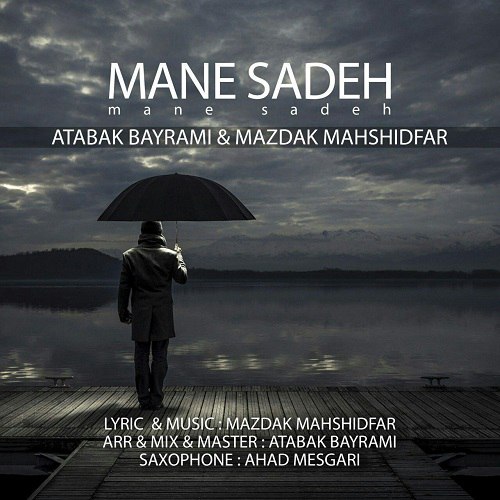 MANE SADEH
mane sadeh
ATABAK BAYRAMI & MAZDAK MAHSHIDFAR
LYRIC & MUSIC : MAZDAK MAHSHIDFAR
ARR & MIX & MASTER : ATABAK BAYRAMI
SAXOPHONE : AHAD MESGARI